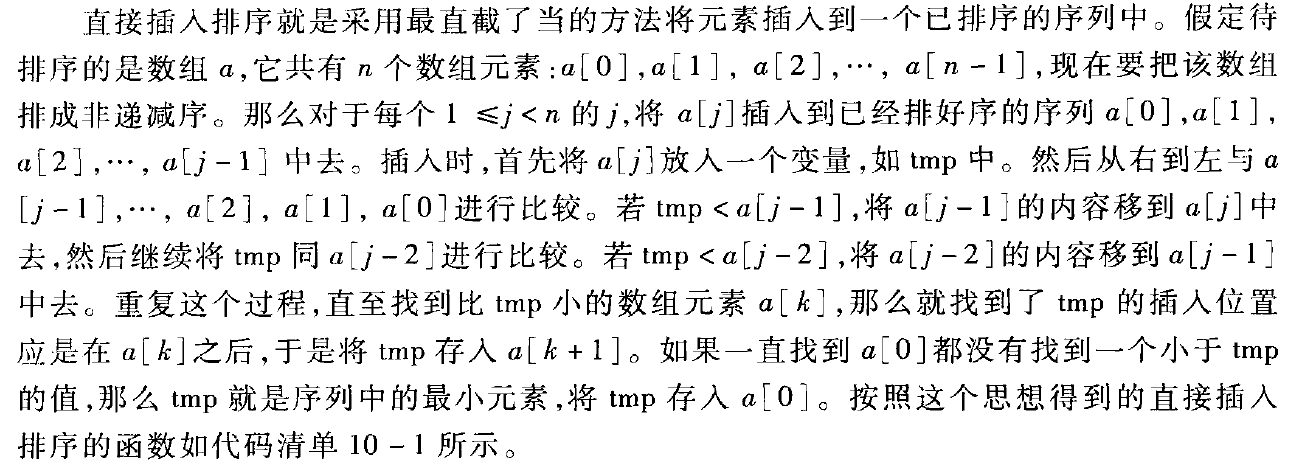 直接插入排序就是采用最直截了当的方法将元素插入到一个已排序的序列中。假定待
排序的是数组 a,它共有 n 个数组元素:a[0],a[1], a[2],…, a[n-1],现在要把该数组
排成非递减序。那么对于每个 1 ≤j<n 的 j,将 a[j]插入到已经排好序的序列 a[0],a[1],
a[2],…, a[j-1] 中去。插入时,首先将 a[j]放入一个变量,如 tmp 中。然后从右到左与 a
[j-1],…, a[2], a[1], a[0]进行比较。若 tmp<a[j-1],将 a[j-1]的内容移到 a[j]中
去,然后继续将 tmp 同 a[j-2]进行比较。若 tmp<a[j-2],将 a[j-2]的内容移到 a[j-1]
中去。重复这个过程,直至找到比 tmp 小的数组元素 a[k],那么就找到了 tmp 的插入位置
应是在 a[k]之后,于是将 tmp 存入 a[k+1]。如果一直找到 a[0]都没有找到一个小于 tmp
的值,那么 tmp 就是序列中的最小元素,将 tmp 存入 a[0]。按照这个思想得到的直接插入
排序的函数如代码清单 10-1 所示。